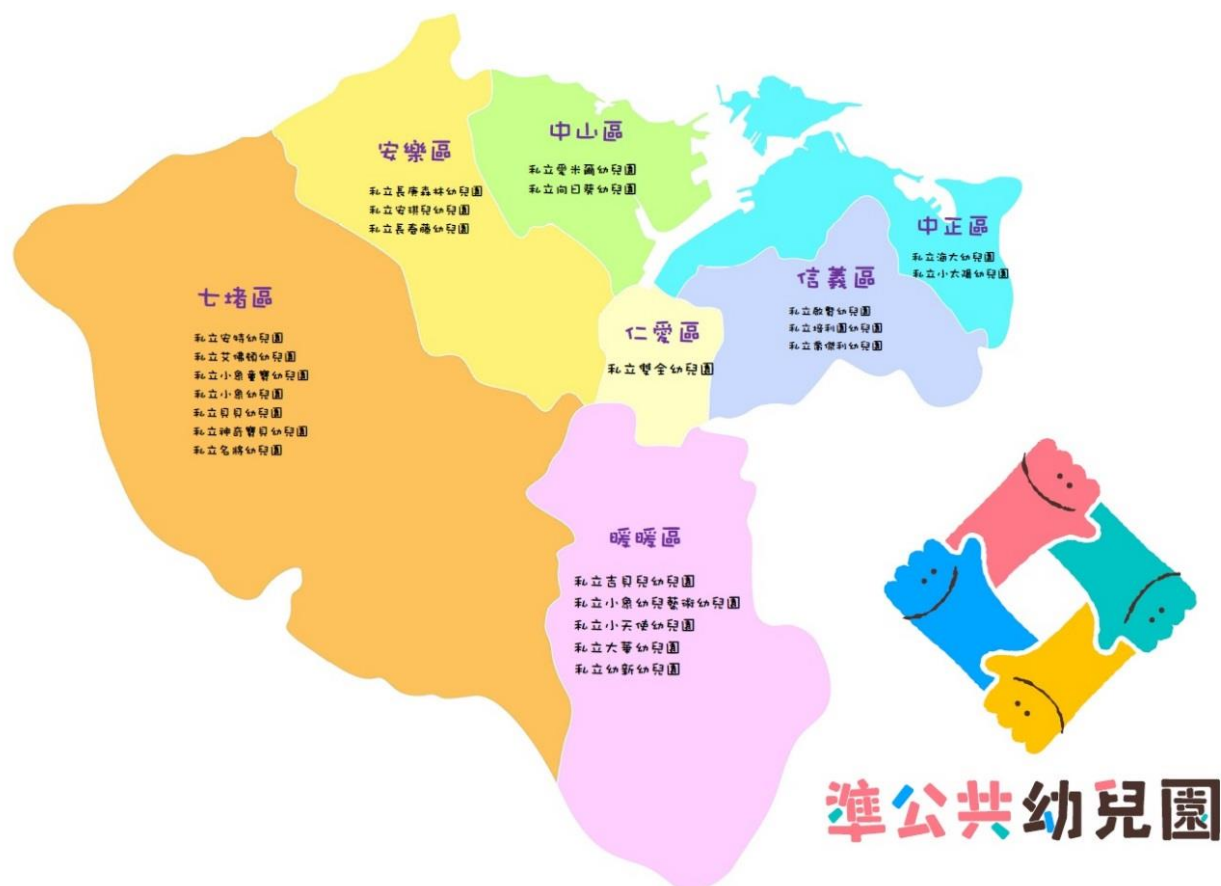 中山區
私立愛米爾幼兒園
私立向日葵幼兒園
安樂區
私立長庚森林幼兒園
私立安琪兒幼兒園
私立長春藤幼兒園
中正區
私立海大幼兒園
私立小太陽幼兒園
信義區
私立啟賢幼兒園
私立培利園幼兒園
私立喬傑利幼兒園
七堵區
私立安特幼兒園
私立艾佛頓幼兒園
私立小象童寶幼兒園
私立小象幼兒園
私立貝貝幼兒園
私立神奇寶貝幼兒園
私立名將幼兒園
仁愛區
私立雙全幼兒園
暖暖區
私立吉貝兒幼兒園
私立小象幼兒藝術幼兒園
私立小天使幼兒園
私立大華幼兒園
私立幼新幼兒園
準公共幼兒園